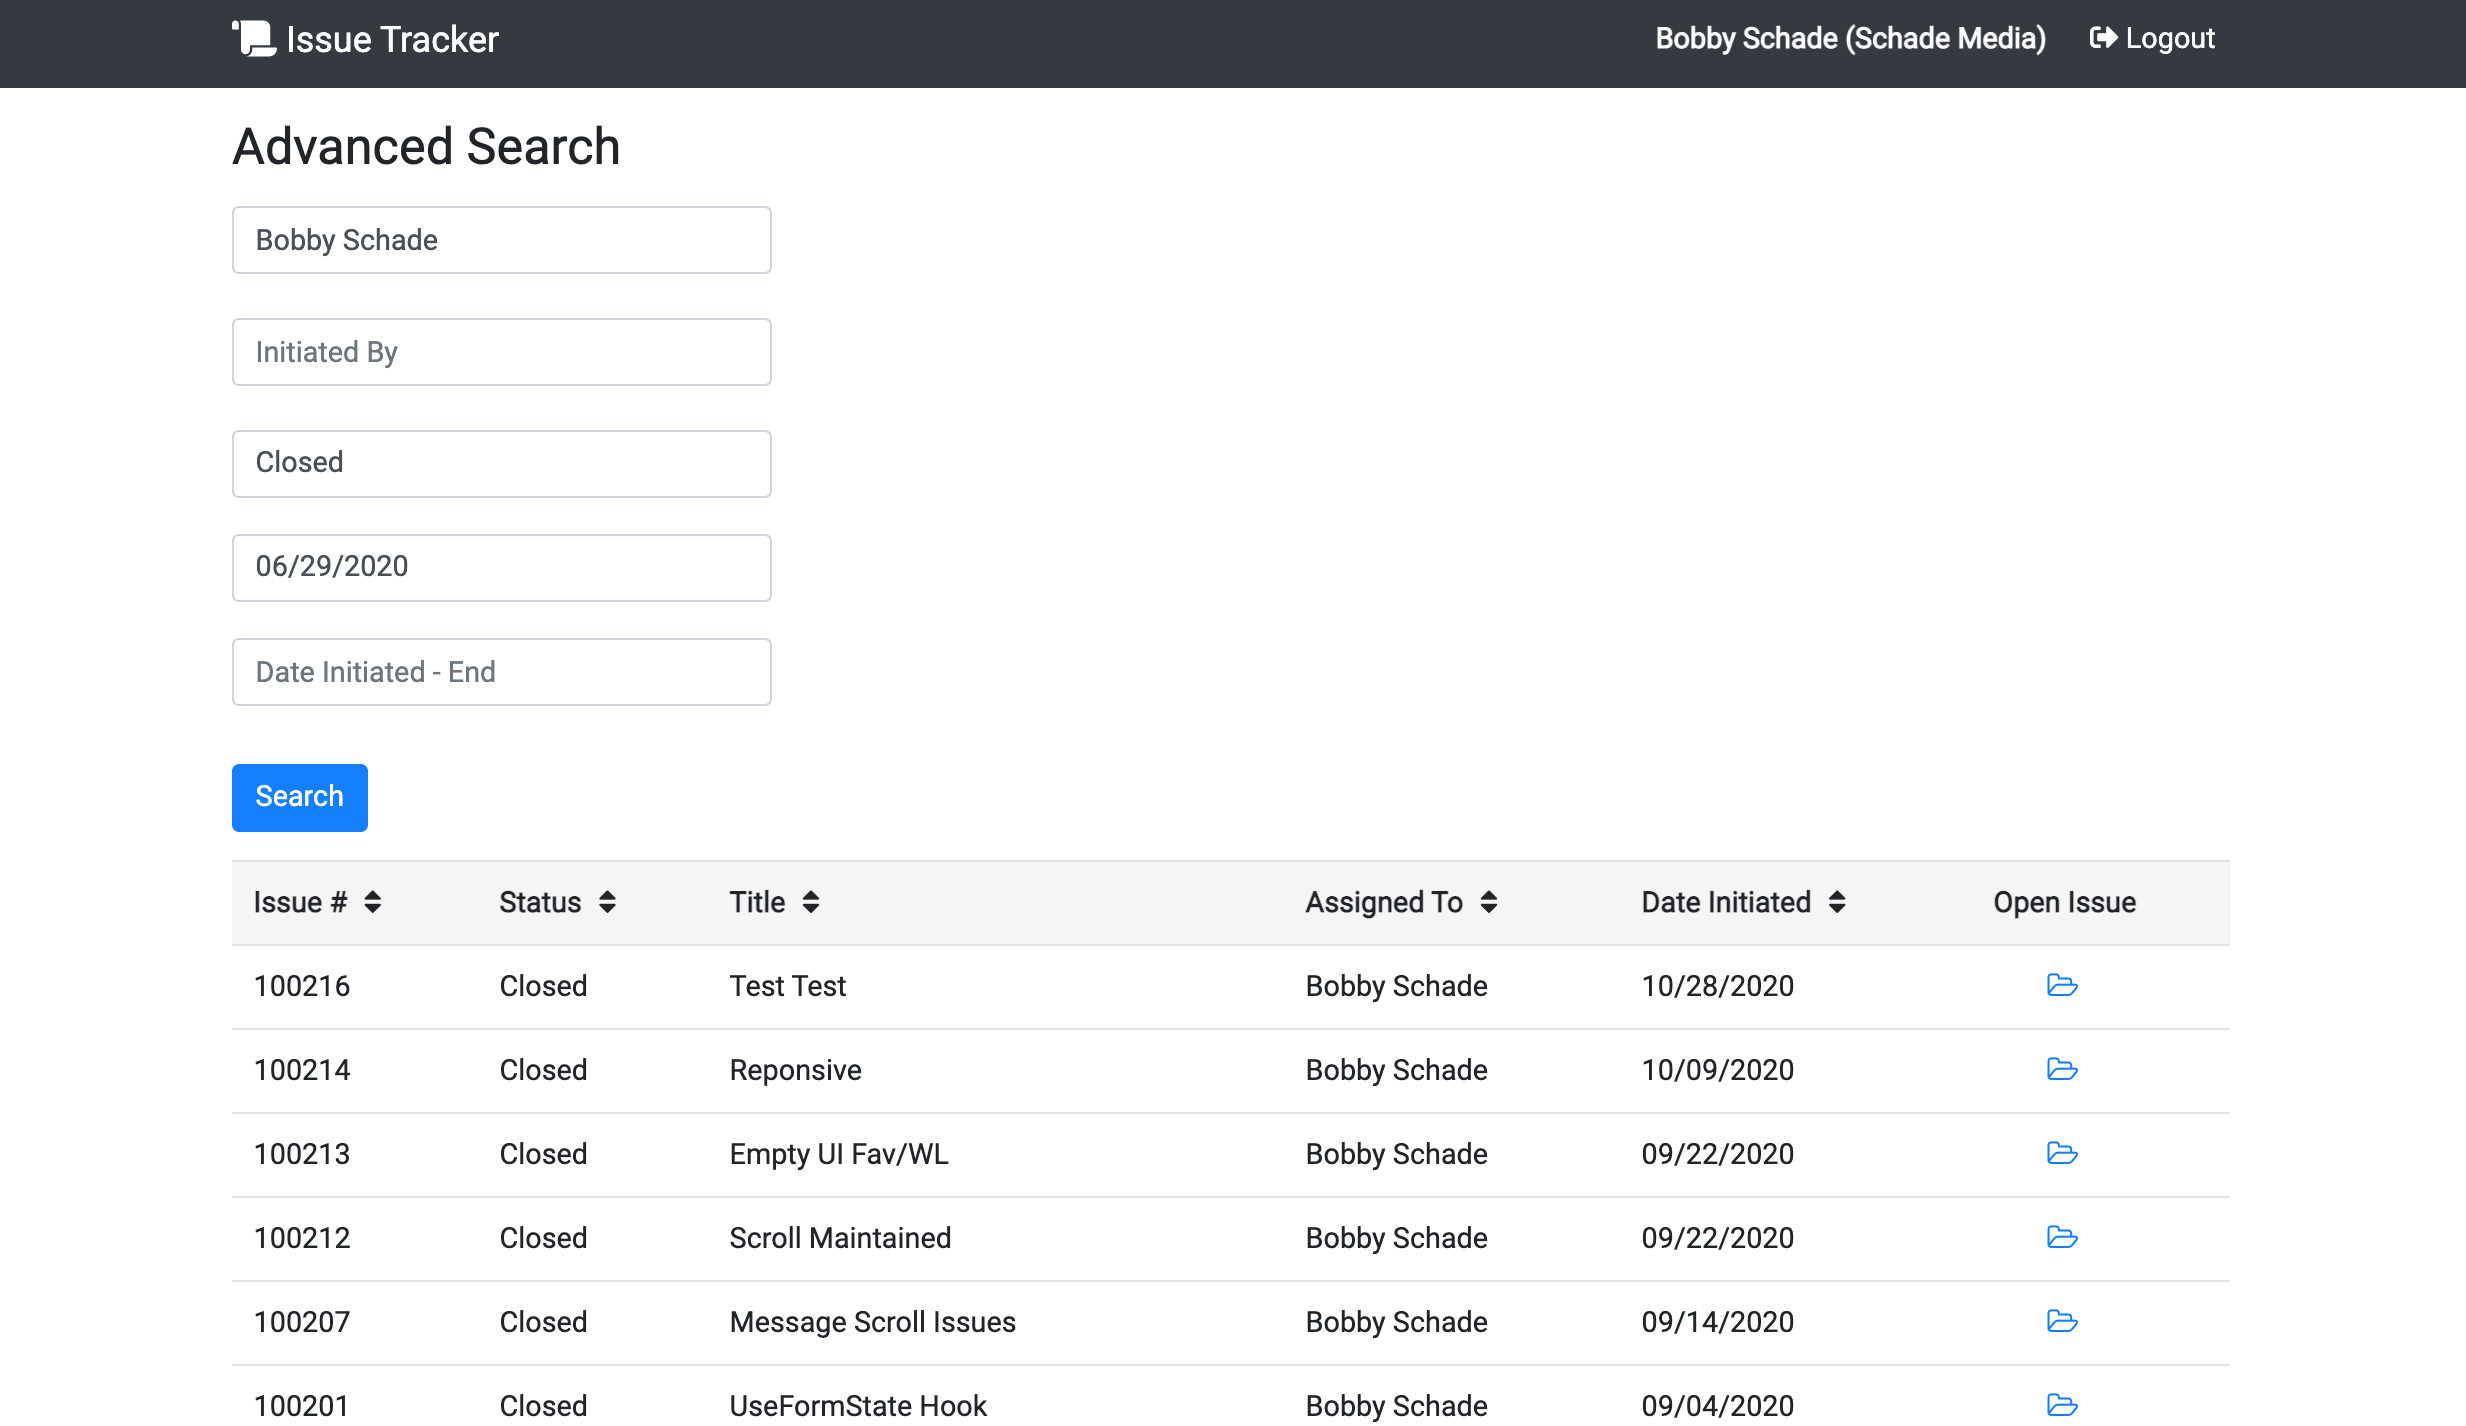 Issue Tracker Bobby Schade (Schade Media) Logout
Advanced Search
Bobby Schade
Initiated By
Closed
06/29/2020
Date Initiated - End
Search
Issue # Status Title Assigned To Date Initiated Open Issue
100216 Closed Test Test Bobby Schade 10/28/2020
100214 Closed Reponsive Bobby Schade 10/09/2020
100213 Closed Empty UI Fav/WL Bobby Schade 09/22/2020
100212 Closed Scroll Maintained Bobby Schade 09/22/2020
100207 Closed Message Scroll Issues Bobby Schade 09/14/2020
100201 Closed UseFormState Hook Bobby Schade 09/04/2020